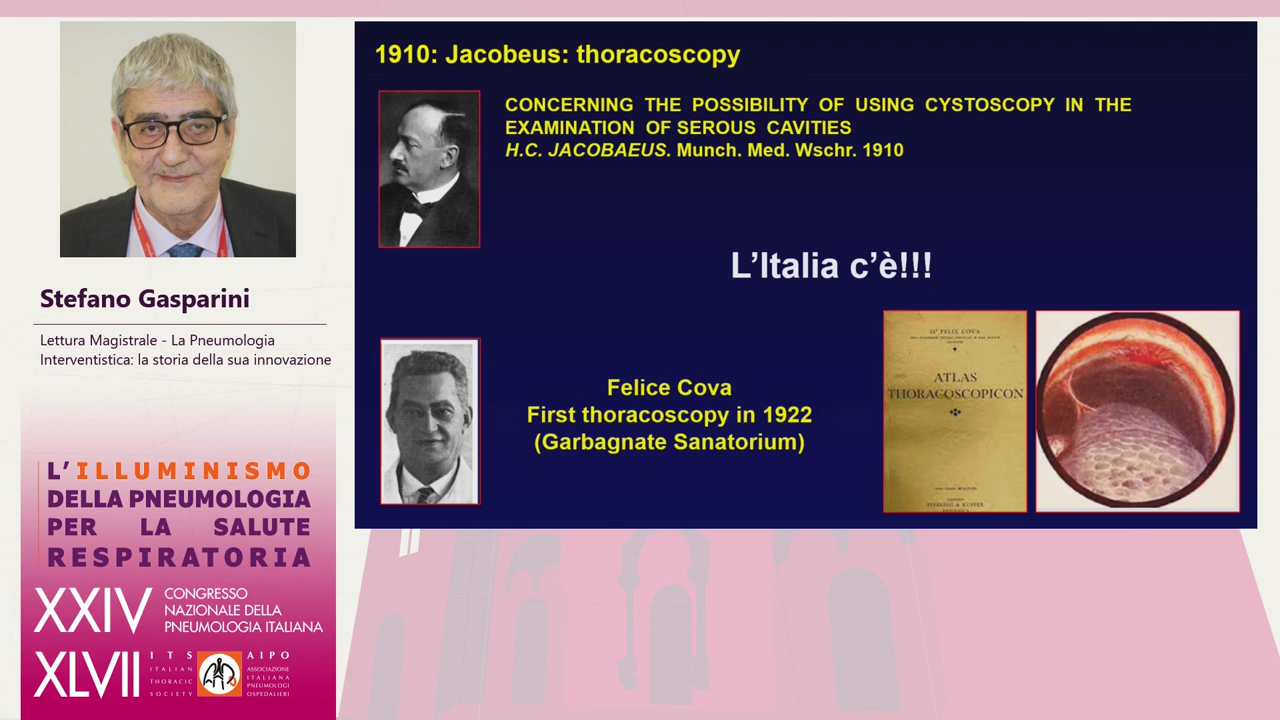 Stefano Gasparini
Lettura Magistrale - La Pneumologia
Interventistica: la storia della sua innovazione
L'ILLUMINISMO
DELLA PNEUMOLOGIA
PER LA SALUTE
RESPIRATORIA
XXIV
CONGRESSO
NAZIONALE DELLA
PNEUMOLOGIA ITALIANA
XLVII
I T S
ITALIAN
THORACIC
SOCIETY
AIPO
ASSOCIAZIONE
ITALIANA
PNEUMOLOGI
OSPEDALIERI
1910: Jacobeus: thoracoscopy
CONCERNING THE POSSIBILITY OF USING CYSTOSCOPY IN THE
EXAMINATION OF SEROUS CAVITIES
H.C. JACOBAEUS. Munch. Med. Wschr. 1910
L'Italia c'è!!!
Felice Cova
First thoracoscopy in 1922
(Garbagnate Sanatorium)
FELIX COVA
ATLAS
THORACOSCOPICON
SPERLING & KUPFER